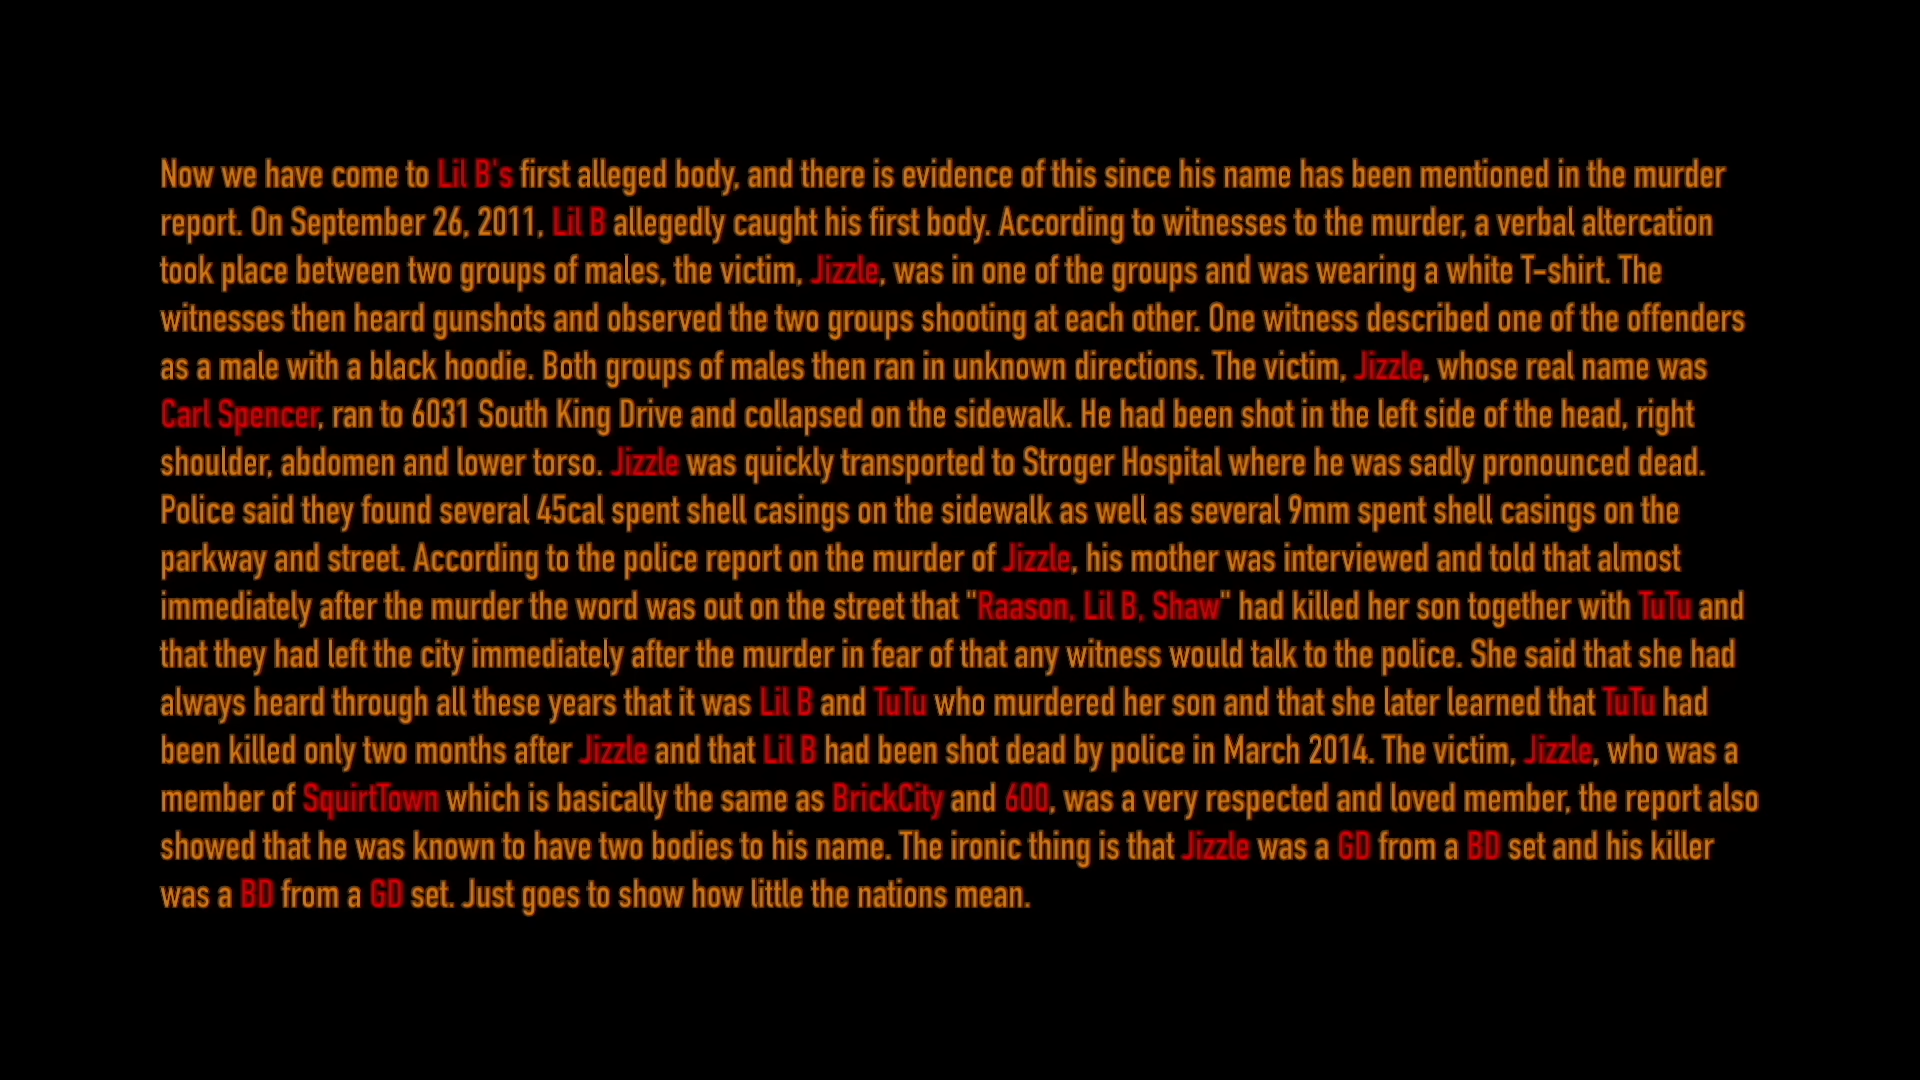 Now we have come to Lil B's first alleged body, and there is evidence of this since his name has been mentioned in the murder
report. On September 26, 2011, Lil B allegedly caught his first body. According to witnesses to the murder, a verbal altercation
took place between two groups of males, the victim, Jizzle, was in one of the groups and was wearing a white T-shirt. The
witnesses then heard gunshots and observed the two groups shooting at each other. One witness described one of the offenders
as a male with a black hoodie. Both groups of males then ran in unknown directions. The victim, Jizzle, whose real name was
Carl Spencer, ran to 6031 South King Drive and collapsed on the sidewalk. He had been shot in the left side of the head, right
shoulder, abdomen and lower torso. Jizzle was quickly transported to Stroger Hospital where he was sadly pronounced dead.
Police said they found several 45cal spent shell casings on the sidewalk as well as several 9mm spent shell casings on the
parkway and street. According to the police report on the murder of Jizzle, his mother was interviewed and told that almost
immediately after the murder the word was out on the street that "Raason, Lil B, Shaw" had killed her son together with TuTu and
that they had left the city immediately after the murder in fear of that any witness would talk to the police. She said that she had
always heard through all these years that it was Lil B and TuTu who murdered her son and that she later learned that TuTu had
been killed only two months after Jizzle and that Lil B had been shot dead by police in March 2014. The victim, Jizzle, who was a
member of SquirtTown which is basically the same as BrickCity and 600, was a very respected and loved member, the report also
showed that he was known to have two bodies to his name. The ironic thing is that Jizzle was a GD from a BD set and his killer
was a BD from a GD set. Just goes to show how little the nations mean.